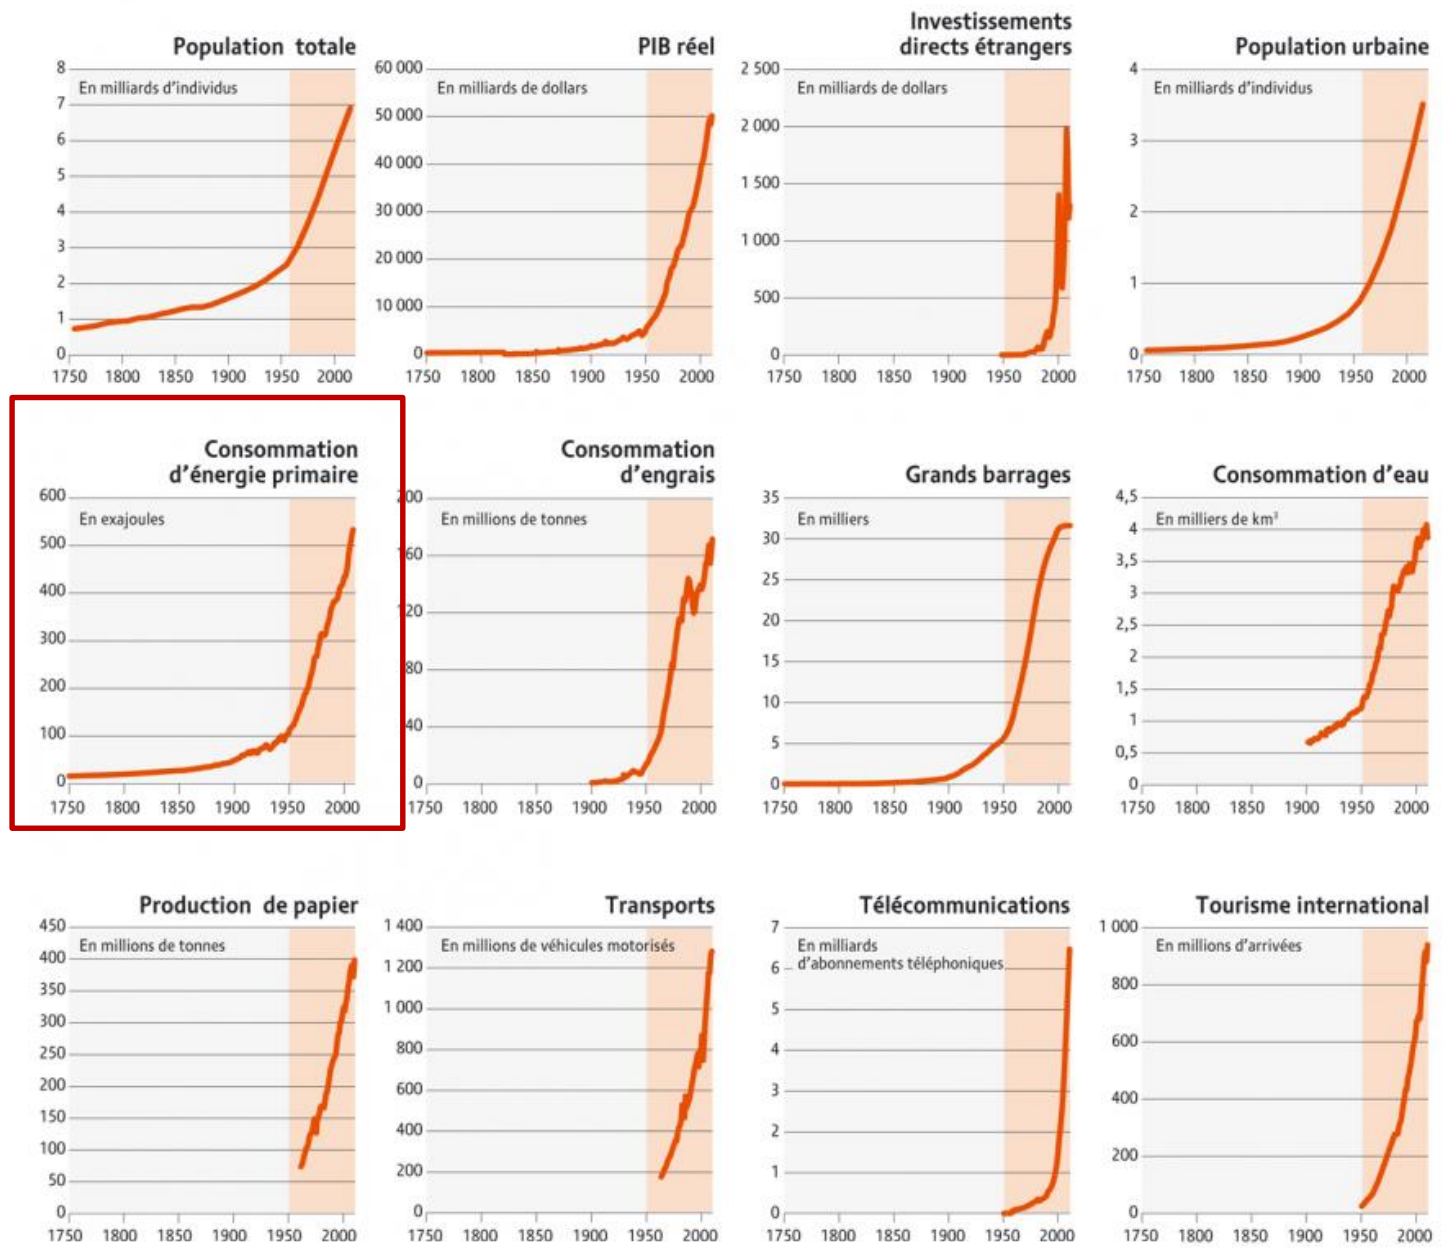 Population totale
En milliards d'individus
8
7
6
5
4
3
2
1
0
1750 1800 1850 1900 1950 2000
PIB réel
En milliards de dollars
60 000
50 000
40 000
30 000
20 000
10 000
0
1750 1800 1850 1900 1950 2000
Investissements
directs étrangers
En milliards de dollars
2 500
2 000
1 500
1 000
500
0
1750 1800 1850 1900 1950 2000
Population urbaine
En milliards d'individus
4
3
2
1
0
1750 1800 1850 1900 1950 2000
Consommation
d'énergie primaire
En exajoules
600
500
400
300
200
100
0
1750 1800 1850 1900 1950 2000
Consommation
d'engrais
En millions de tonnes
200
160
120
80
40
0
1750 1800 1850 1900 1950 2000
Grands barrages
En milliers
35
30
25
20
15
10
5
0
1750 1800 1850 1900 1950 2000
Consommation d'eau
En milliers de km³
4,5
4
3,5
3
2,5
2
1,5
1
0,5
0
1750 1800 1850 1900 1950 2000
Production de papier
En millions de tonnes
450
400
350
300
250
200
150
100
50
0
1750 1800 1850 1900 1950 2000
Transports
En millions de véhicules motorisés
1 400
1 200
1 000
800
600
400
200
0
1750 1800 1850 1900 1950 2000
Télécommunications
En milliards
d'abonnements téléphoniques
7
6
5
4
3
2
1
0
1750 1800 1850 1900 1950 2000
Tourisme international
En millions d'arrivées
1 000
800
600
400
200
0
1750 1800 1850 1900 1950 2000